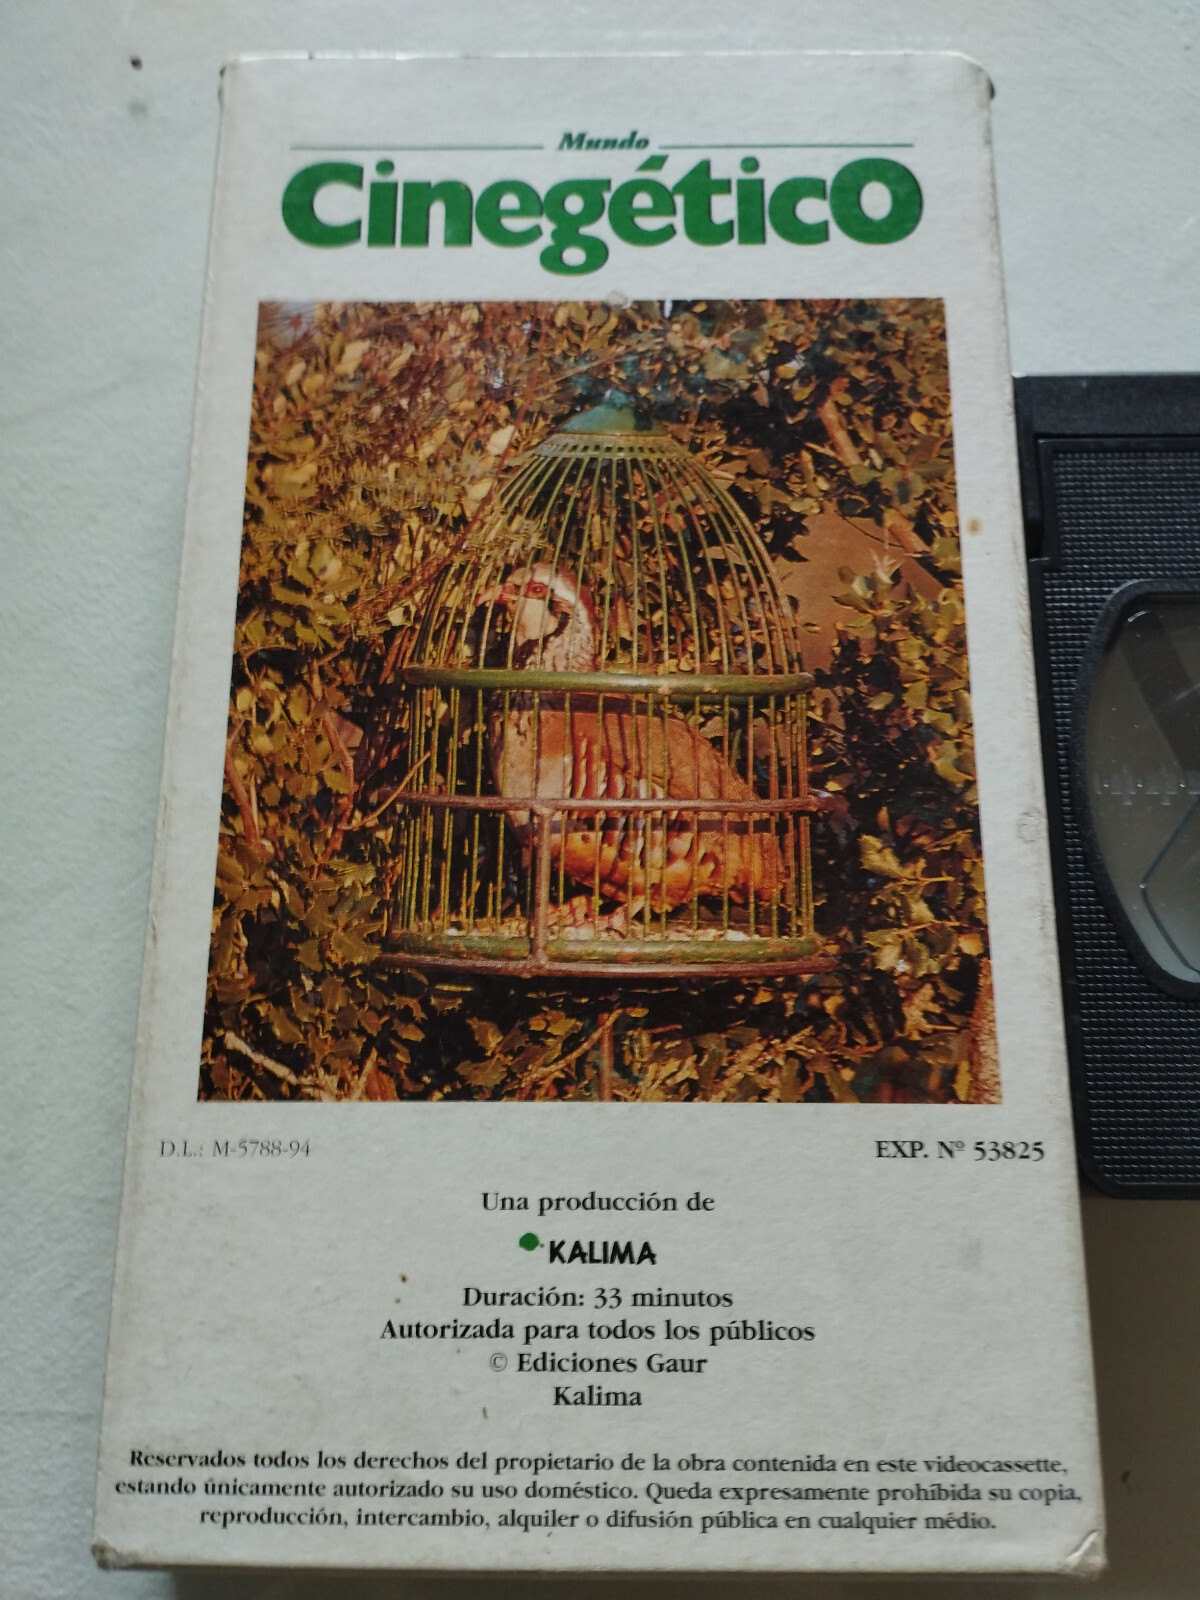 Mundo
CinegéticO
D.L.: M-5788-94
EXP. Nº 53825
Una producción de
KALIMA
Duración: 33 minutos
Autorizada para todos los públicos
© Ediciones Gaur
Kalima
Reservados todos los derechos del propietario de la obra contenida en este videocassette,
estando únicamente autorizado su uso doméstico. Queda expresamente prohíbida su copia,
reproducción, intercambio, alquiler o difusión pública en cualquier médio.